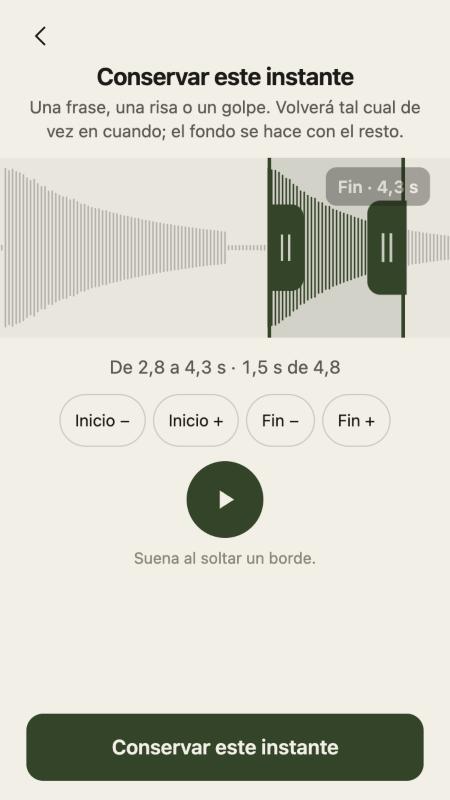 Conservar este instante
Una frase, una risa o un golpe. Volverá tal cual de
vez en cuando; el fondo se hace con el resto.
Fin · 4,3 s
De 2,8 a 4,3 s · 1,5 s de 4,8
Inicio – Inicio + Fin – Fin +
Suena al soltar un borde.
Conservar este instante